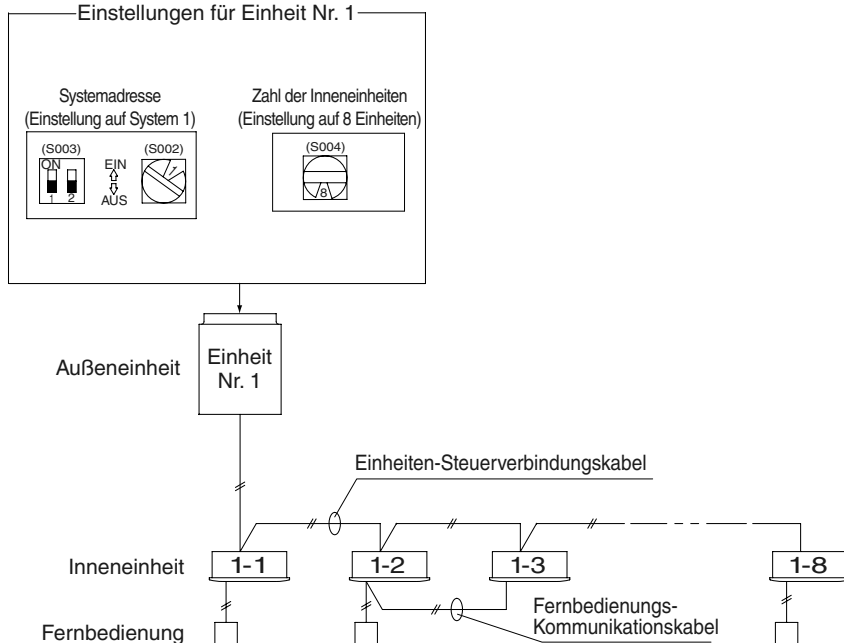 Einstellungen für Einheit Nr. 1
Systemadresse
(Einstellung auf System 1)
Zahl der Inneneinheiten
(Einstellung auf 8 Einheiten)
(S003)
ON
1 2
EIN
AUS
(S002)
(S004)
8
Außeneinheit
Einheit
Nr. 1
Einheiten-Steuerverbindungskabel
Inneneinheit
1-1
1-2
1-3
1-8
Fernbedienung
Fernbedienungs-
Kommunikationskabel